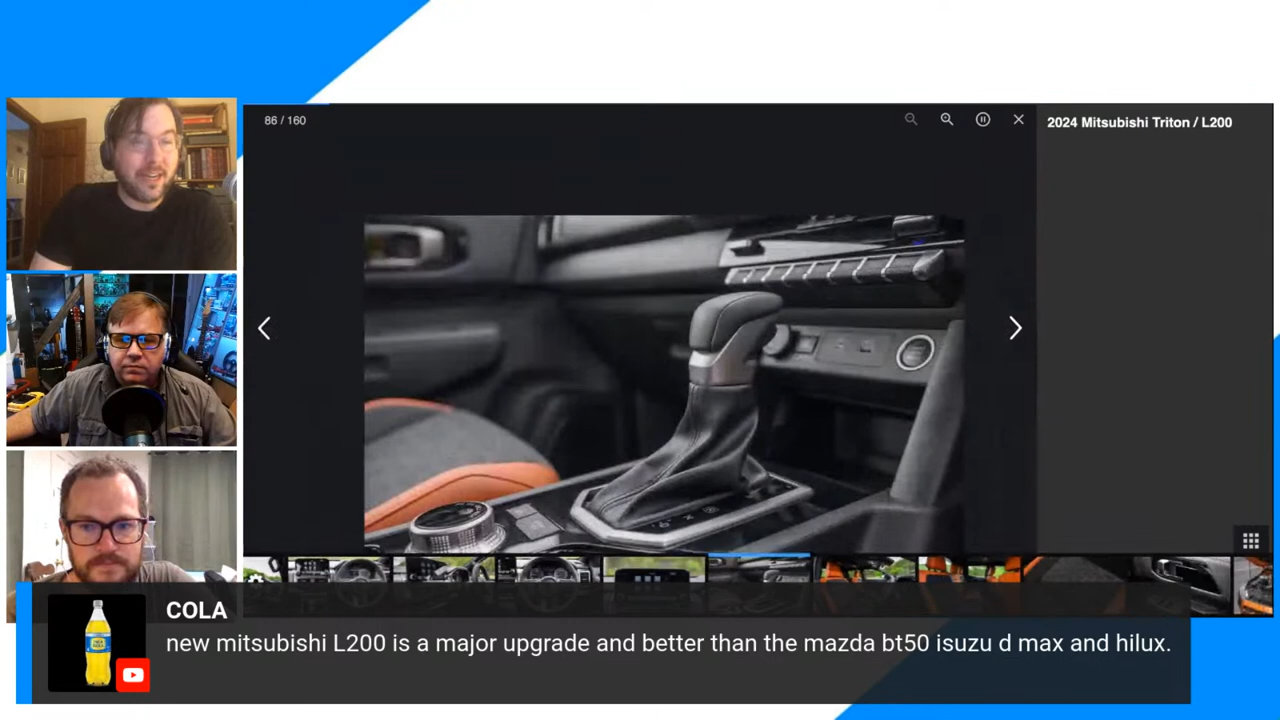 86 / 160
2024 Mitsubishi Triton / L200
COLA
new mitsubishi L200 is a major upgrade and better than the mazda bt50 isuzu d max and hilux.